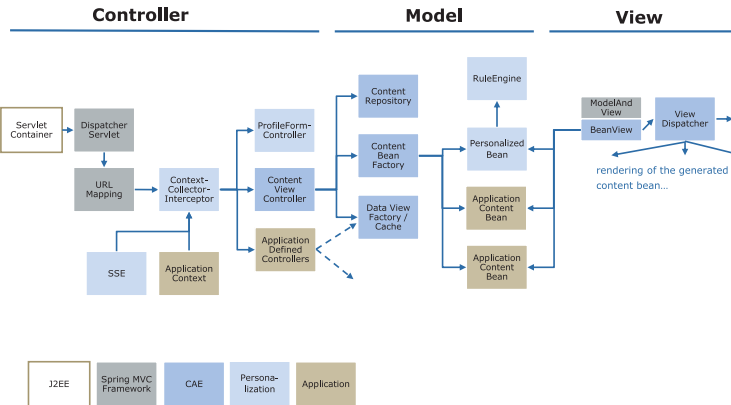 Controller
Model
View
Servlet
Container
Dispatcher
Servlet
URL
Mapping
Context-
Collector-
Interceptor
SSE
Application
Context
ProfileForm-
Controller
Content
View
Controller
Application
Defined
Controllers
Content
Repository
Content
Bean
Factory
Data View
Factory /
Cache
RuleEngine
Personalized
Bean
Application
Content
Bean
Application
Content
Bean
ModelAnd
View
BeanView
View
Dispatcher
rendering of the generated
content bean...
J2EE
Spring MVC
Framework
CAE
Persona-
lization
Application